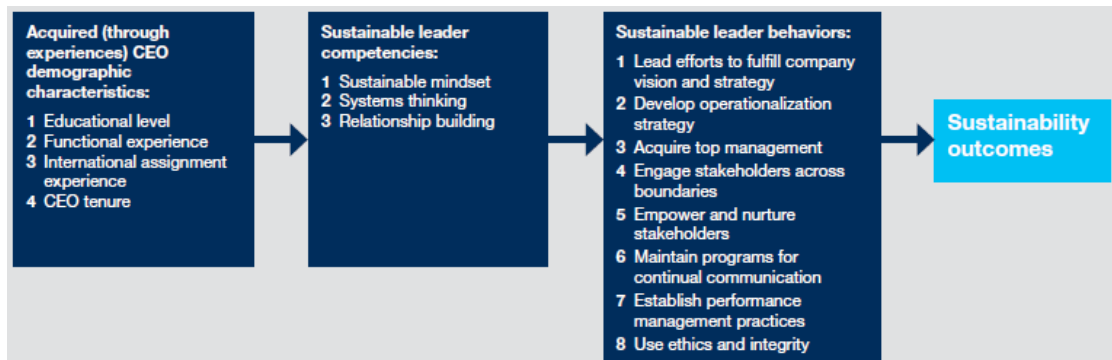 Acquired (through
experiences) CEO
demographic
characteristics:
1 Educational level
2 Functional experience
3 International assignment
experience
4 CEO tenure
Sustainable leader
competencies:
1 Sustainable mindset
2 Systems thinking
3 Relationship building
Sustainable leader behaviors:
1 Lead efforts to fulfill company
vision and strategy
2 Develop operationalization
strategy
3 Acquire top management
4 Engage stakeholders across
boundaries
5 Empower and nurture
stakeholders
6 Maintain programs for
continual communication
7 Establish performance
management practices
8 Use ethics and integrity
Sustainability
outcomes